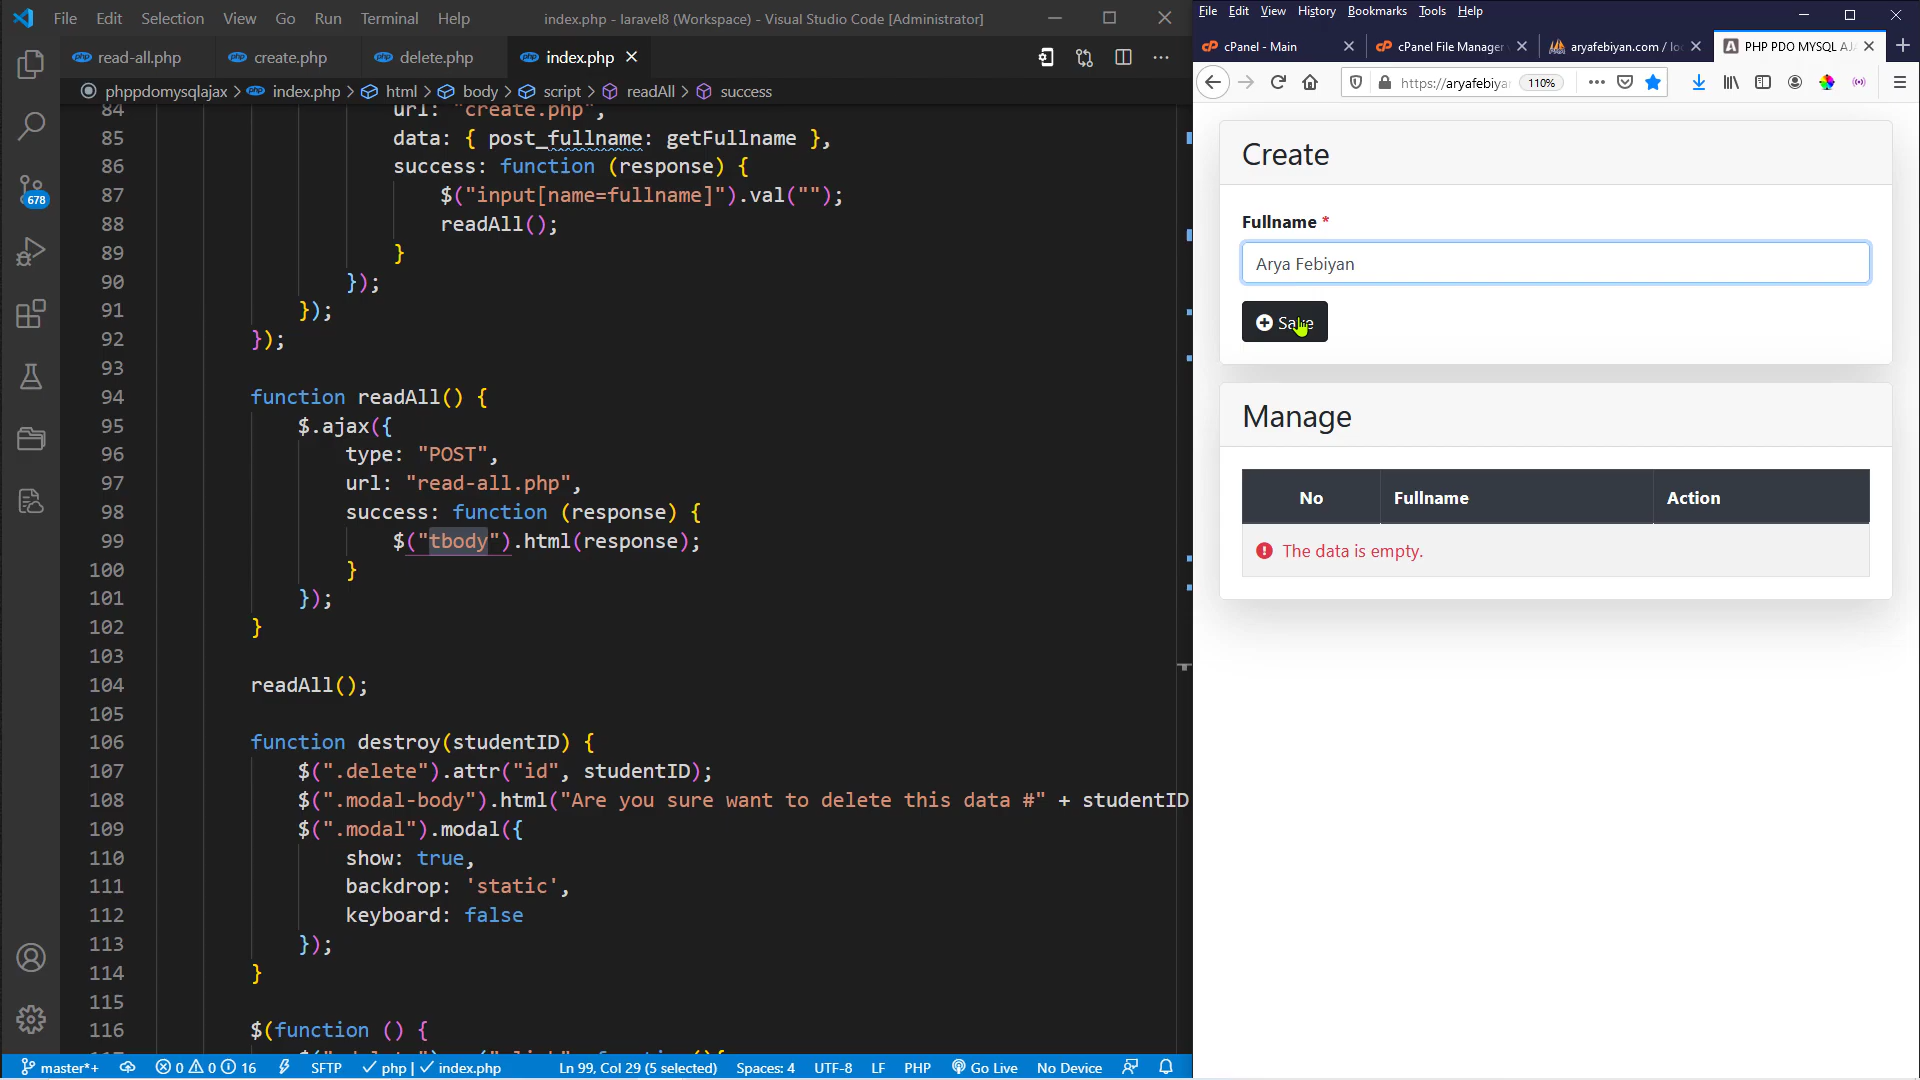 File Edit Selection View Go Run Terminal Help
index.php - laravel8 (Workspace) - Visual Studio Code [Administrator]
read-all.php
create.php
delete.php
index.php
phppdomysqlajax > index.php > html > body > script > readAll > success
84 url: "create.php",
85 data: { post_fullname: getFullname },
86 success: function (response) {
87 $("input[name=fullname]").val("");
88 readAll();
89 }
90 });
91 });
92 });
93
94 function readAll() {
95 $.ajax({
96 type: "POST",
97 url: "read-all.php",
98 success: function (response) {
99 $("tbody").html(response);
100 }
101 });
102 }
103
104 readAll();
105
106 function destroy(studentID) {
107 $(".delete").attr("id", studentID);
108 $(".modal-body").html("Are you sure want to delete this data #" + studentID
109 $(".modal").modal({
110 show: true,
111 backdrop: 'static',
112 keyboard: false
113 });
114 }
115
116 $(function () {
678
master*+
0 0 16
SFTP
php | index.php
Ln 99, Col 29 (5 selected)
Spaces: 4
UTF-8
LF
PHP
Go Live
No Device
File Edit View History Bookmarks Tools Help
cPanel - Main
cPanel File Manager
aryafebiyan.com / lo
PHP PDO MYSQL AJ
https://aryafebiya
110%
Create
Fullname *
Arya Febiyan
Save
Manage
No Fullname Action
The data is empty.